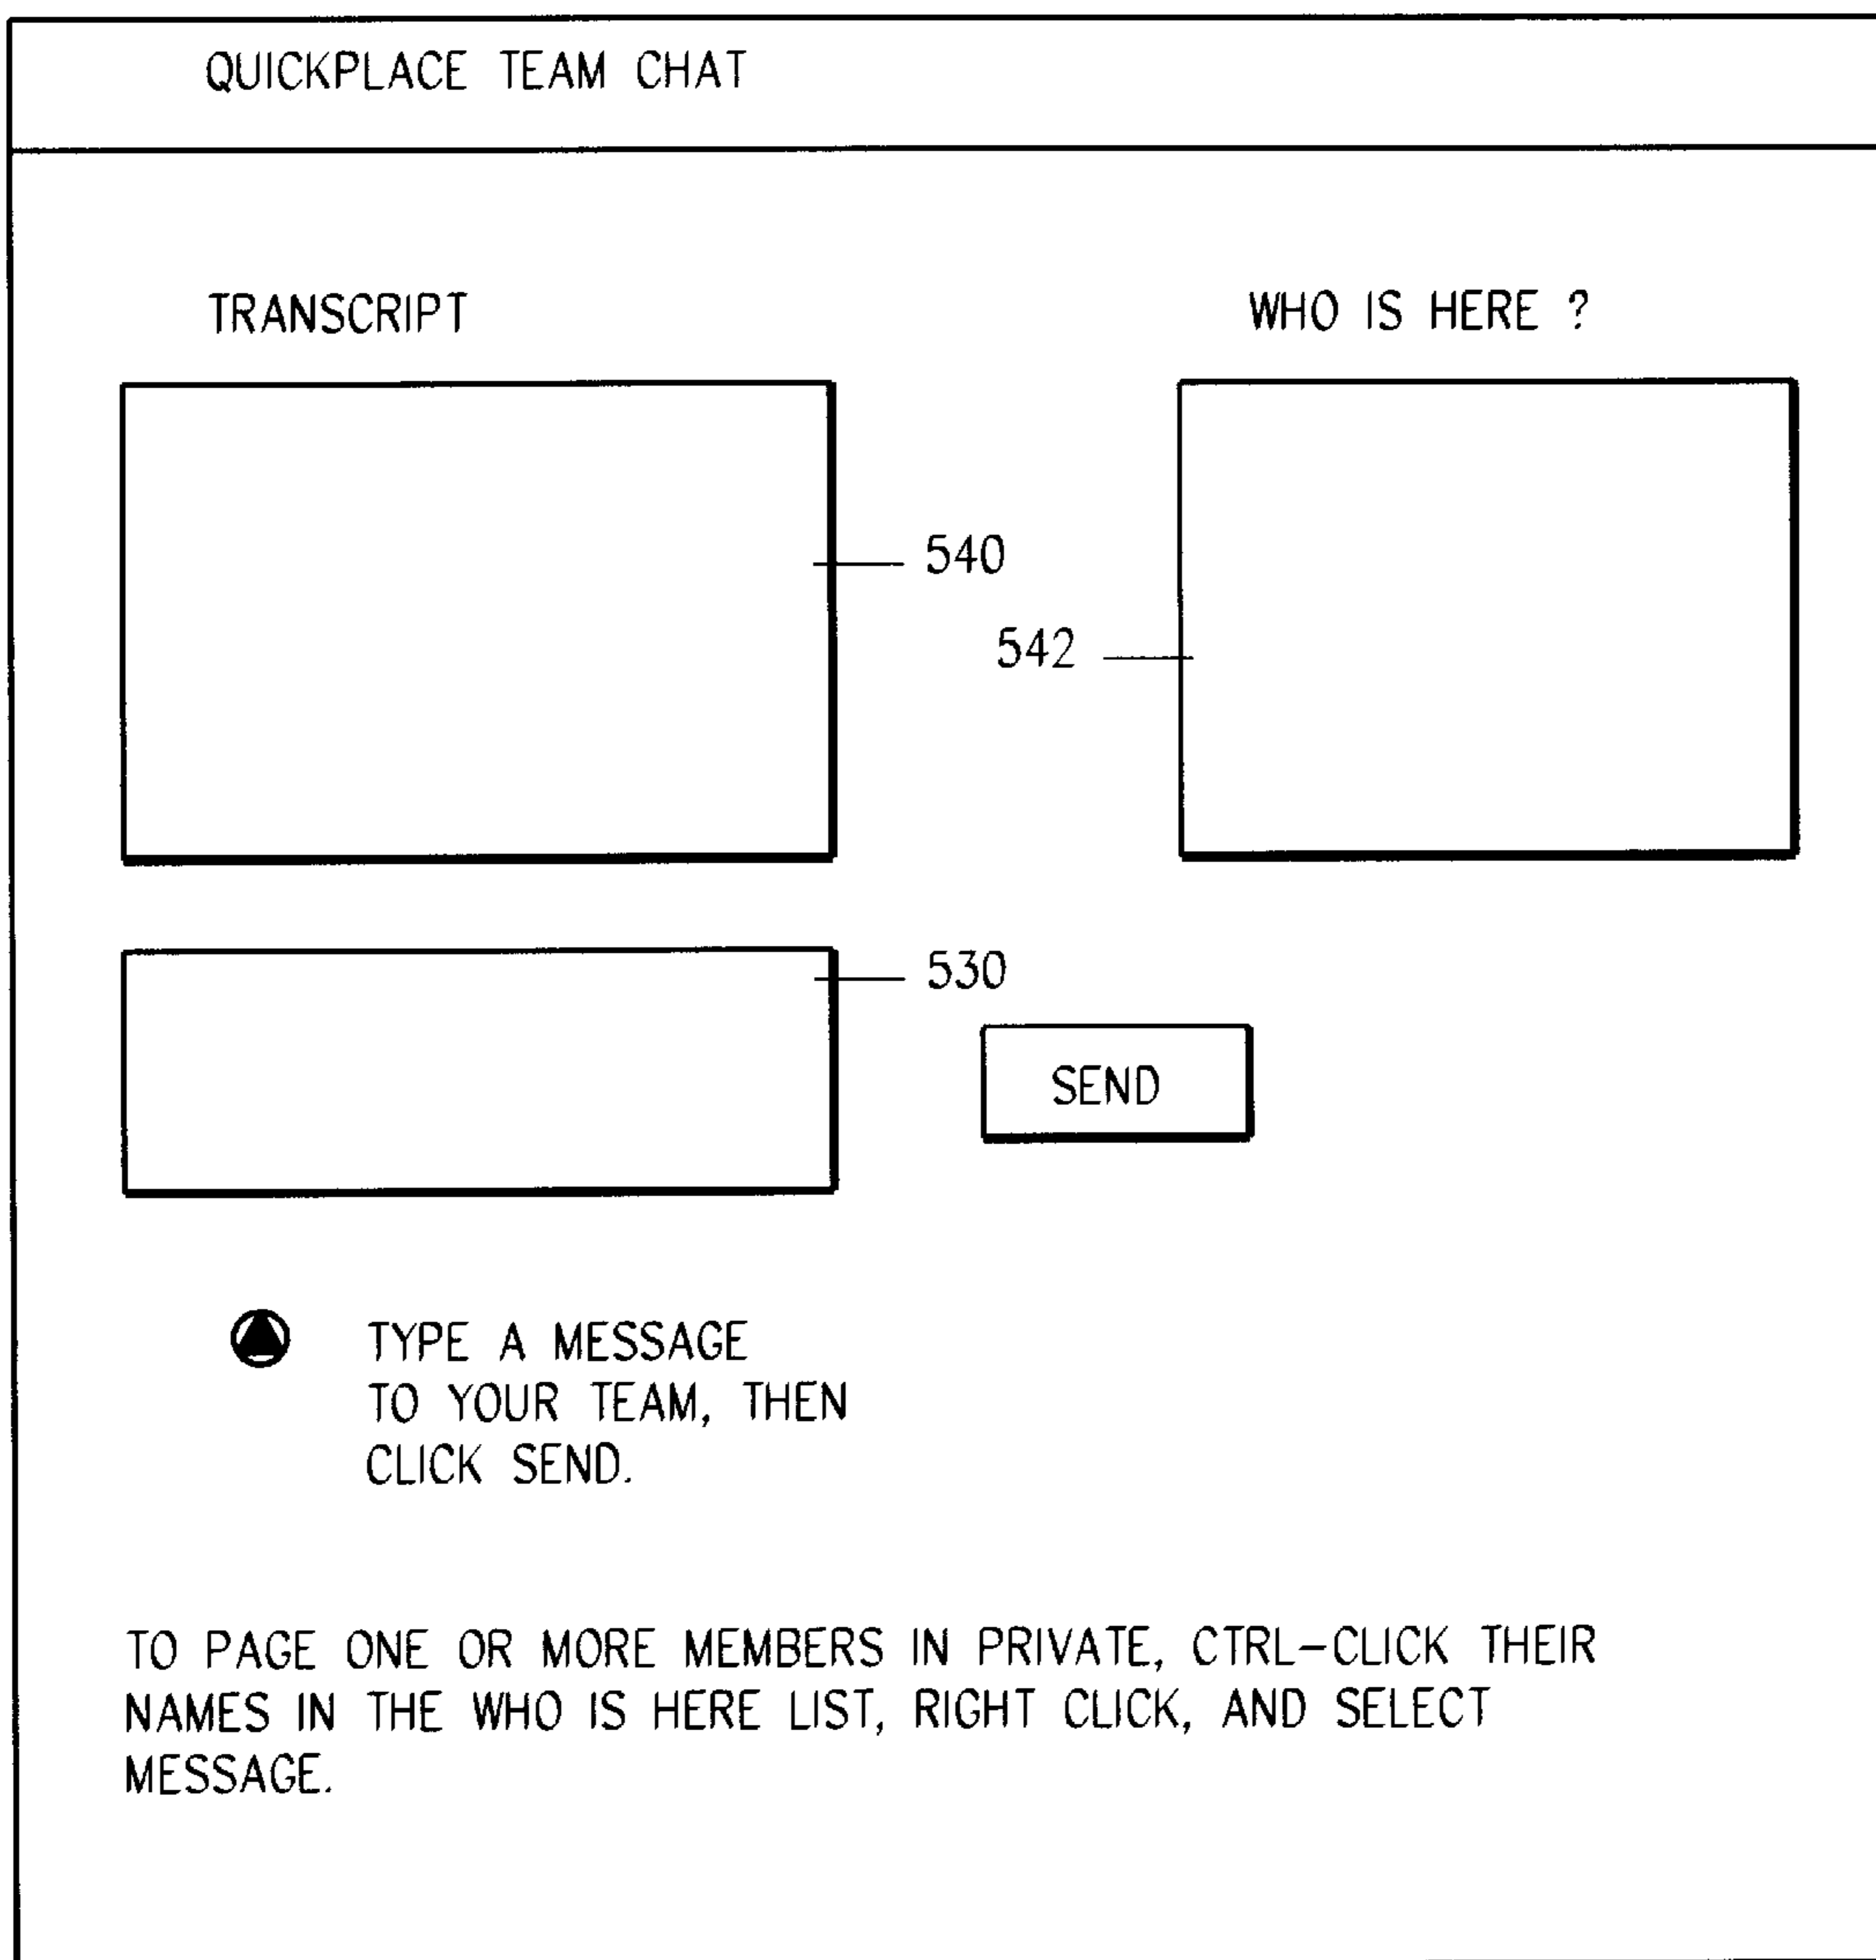 QUICKPLACE TEAM CHAT
TRANSCRIPT
WHO IS HERE ?
540
542
530
SEND
TYPE A MESSAGE
TO YOUR TEAM, THEN
CLICK SEND.
TO PAGE ONE OR MORE MEMBERS IN PRIVATE, CTRL-CLICK THEIR
NAMES IN THE WHO IS HERE LIST, RIGHT CLICK, AND SELECT
MESSAGE.